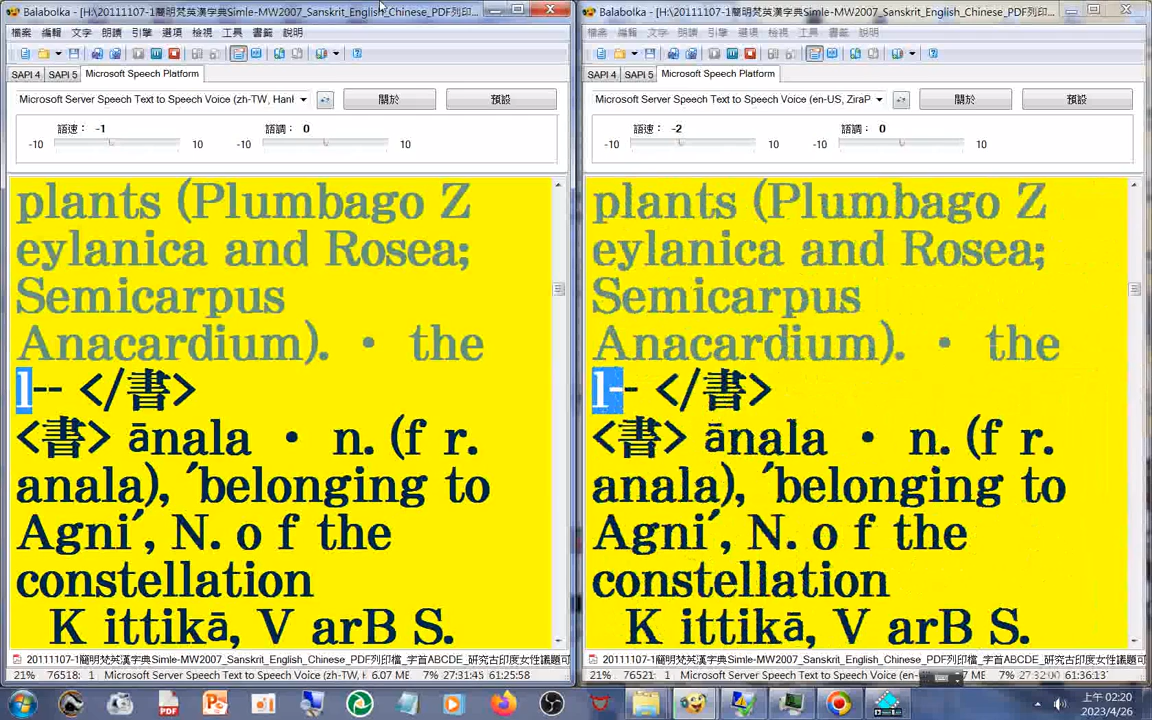 Balabolka - [H:\20111107-1簡明梵英漢字典Simle-MW2007_Sanskrit_English_Chinese_PDF列印...
檔案 編輯 文字 朗讀 引擎 選項 檢視 工具 書籤 說明
SAPI 4 SAPI 5 Microsoft Speech Platform
Microsoft Server Speech Text to Speech Voice (zh-TW, Hanl
關於 預設
語速： -1 語調： 0
-10 10 -10 10
plants (Plumbago Z
eylanica and Rosea;
Semicarpus
Anacardium). • the
l-- </書>
<書> ānala • n. (f r.
anala), ´belonging to
Agni´, N. o f the
constellation
K ittikā, V arB S.
20111107-1簡明梵英漢字典Simle-MW2007_Sanskrit_English_Chinese_PDF列印檔_字首ABCDE_研究古印度女性議題可
21% 76518: 1 Microsoft Server Speech Text to Speech Voice (zh-TW, 6.07 MB 7% 27:31:45 61:25:58
Balabolka - [H:\20111107-1簡明梵英漢字典Simle-MW2007_Sanskrit_English_Chinese_PDF列印...
檔案 編輯 文字 朗讀 引擎 選項 檢視 工具 書籤 說明
SAPI 4 SAPI 5 Microsoft Speech Platform
Microsoft Server Speech Text to Speech Voice (en-US, ZiraP
關於 預設
語速： -2 語調： 0
-10 10 -10 10
plants (Plumbago Z
eylanica and Rosea;
Semicarpus
Anacardium). • the
l-- </書>
<書> ānala • n. (f r.
anala), ´belonging to
Agni´, N. o f the
constellation
K ittikā, V arB S.
20111107-1簡明梵英漢字典Simle-MW2007_Sanskrit_English_Chinese_PDF列印檔_字首ABCDE_研究古印度女性議題可
21% 76521: 1 Microsoft Server Speech Text to Speech Voice 7% 27:32:00 61:36:13
上午 02:20
2023/4/26